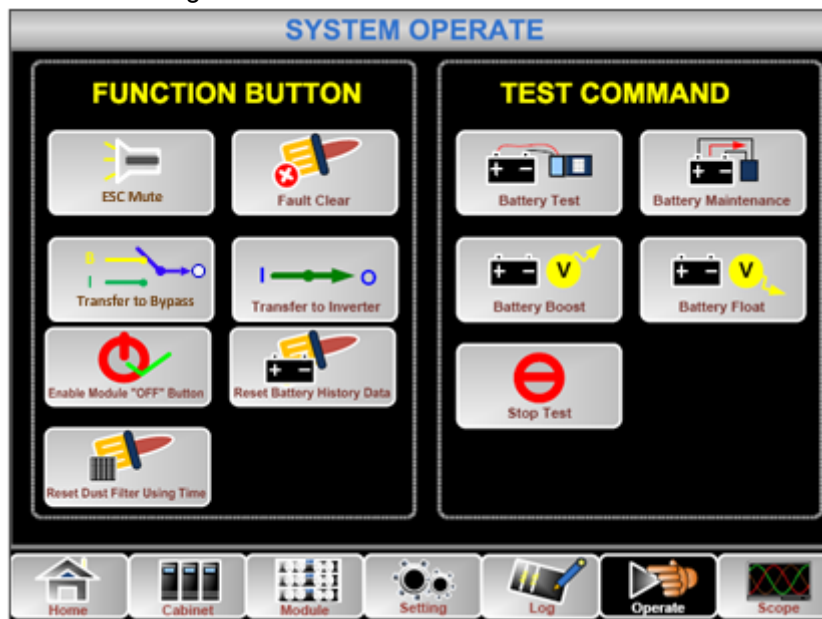 SYSTEM OPERATE
FUNCTION BUTTON
ESC Mute
Fault Clear
B
I
Transfer to Bypass
I
O
Transfer to Inverter
Enable Module "OFF" Button
Reset Battery History Data
Reset Dust Filter Using Time
TEST COMMAND
Battery Test
Battery Maintenance
V
Battery Boost
V
Battery Float
Stop Test
Home
Cabinet
Module
Setting
Log
Operate
Scope